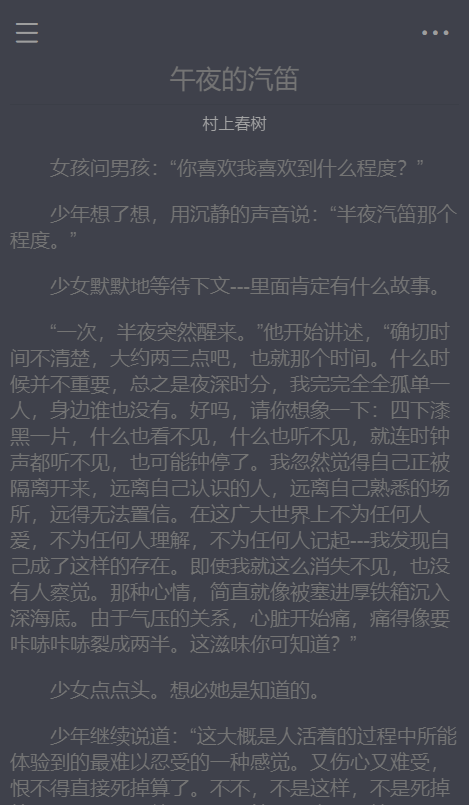 午夜的汽笛
村上春树
女孩问男孩：“你喜欢我喜欢到什么程度？”
少年想了想，用沉静的声音说：“半夜汽笛那个
程度。”
少女默默地等待下文---里面肯定有什么故事。
“一次，半夜突然醒来。”他开始讲述，“确切时
间不清楚，大约两三点吧，也就那个时间。什么时
候并不重要，总之是夜深时分，我完完全全孤单一
人，身边谁也没有。好吗，请你想象一下：四下漆
黑一片，什么也看不见，什么也听不见，就连时钟
声都听不见，也可能钟停了。我忽然觉得自己正被
隔离开来，远离自己认识的人，远离自己熟悉的场
所，远得无法置信。在这广大世界上不为任何人
爱，不为任何人理解，不为任何人记起---我发现自
己成了这样的存在。即使我就这么消失不见，也没
有人察觉。那种心情，简直就像被塞进厚铁箱沉入
深海底。由于气压的关系，心脏开始痛，痛得像要
咔哧咔哧裂成两半。这滋味你可知道？”
少女点点头。想必她是知道的。
少年继续说道：“这大概是人活着的过程中所能
体验到的最难以忍受的一种感觉。又伤心又难受，
恨不得直接死掉算了。不不，不是这样，不是死掉